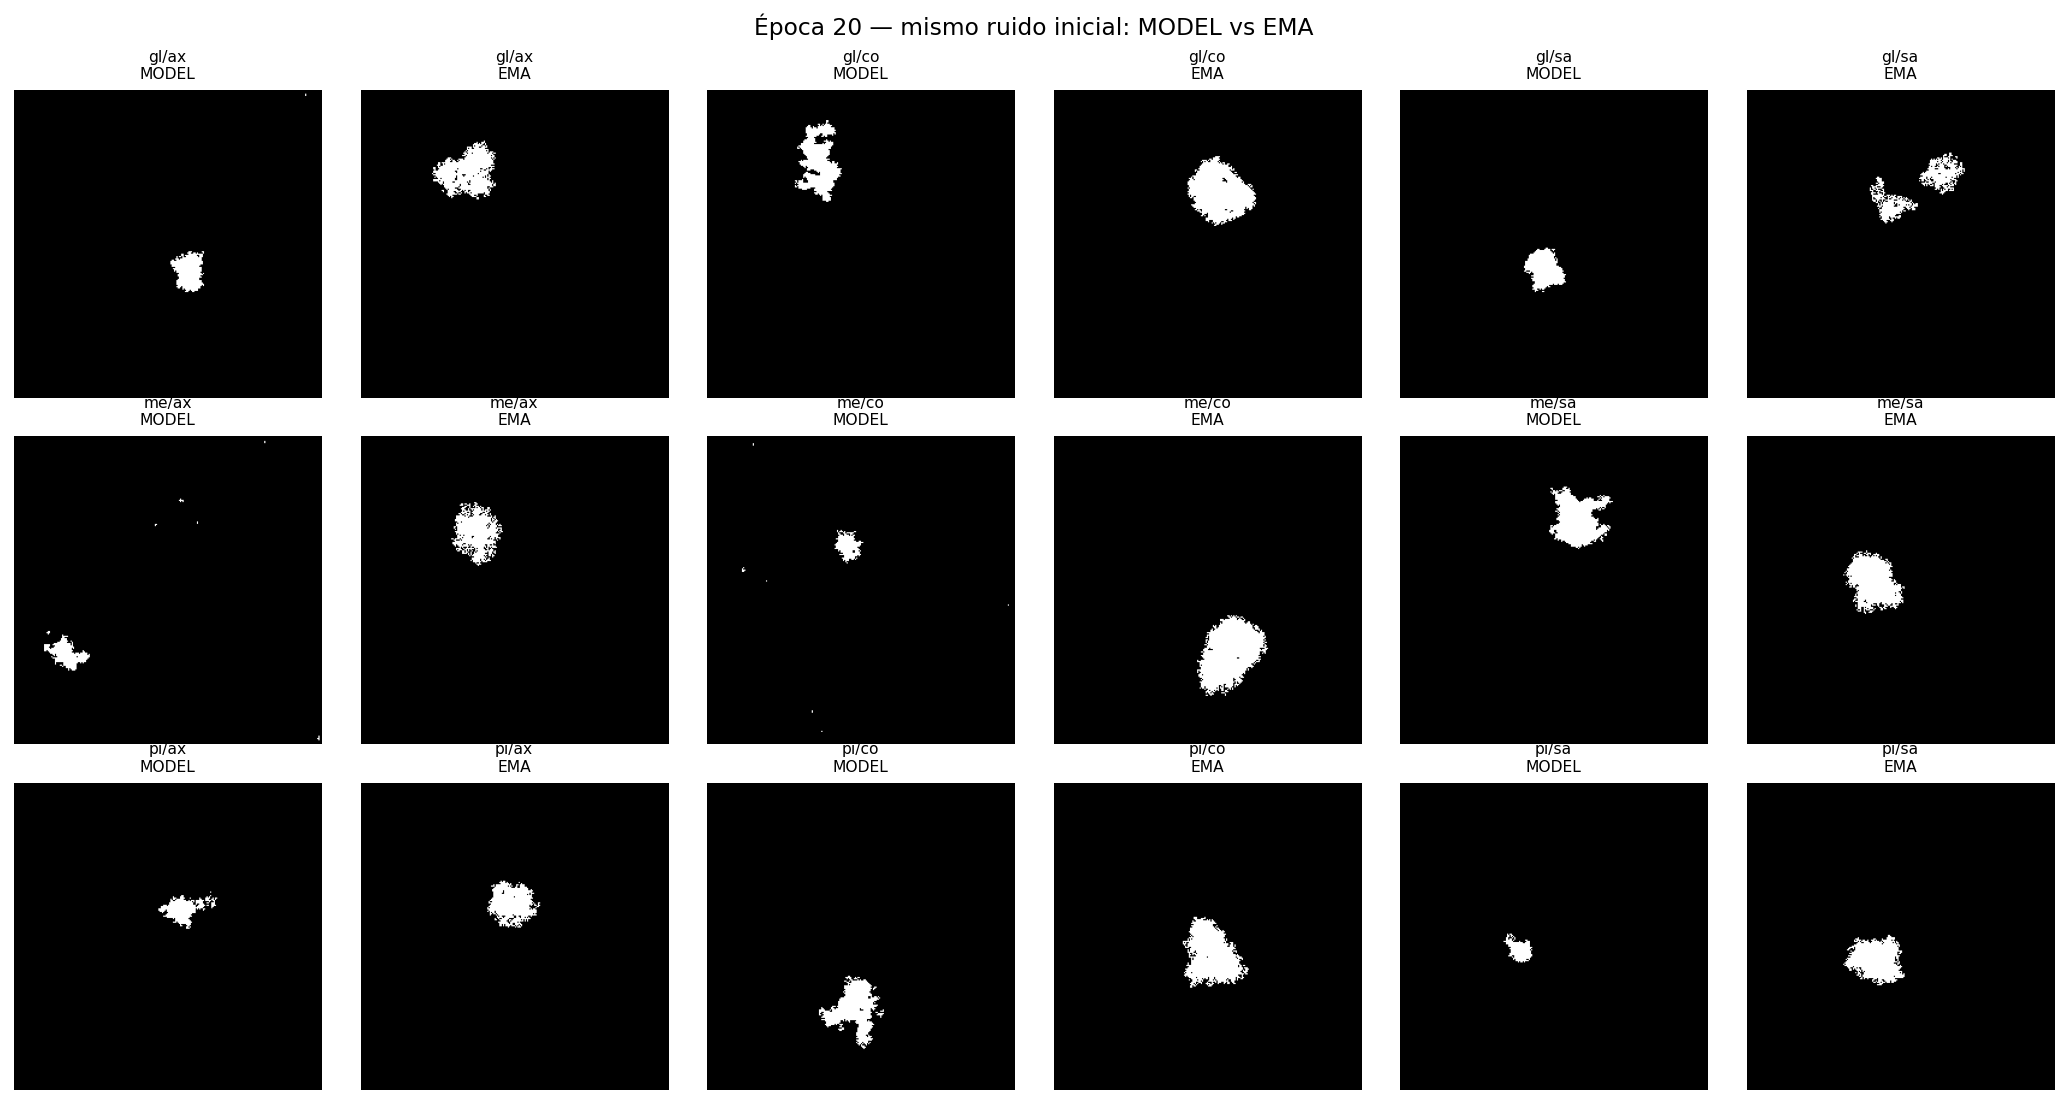 Época 20 — mismo ruido inicial: MODEL vs EMA
gl/ax
MODEL
gl/ax
EMA
gl/co
MODEL
gl/co
EMA
gl/sa
MODEL
gl/sa
EMA
me/ax
MODEL
me/ax
EMA
me/co
MODEL
me/co
EMA
me/sa
MODEL
me/sa
EMA
pi/ax
MODEL
pi/ax
EMA
pi/co
MODEL
pi/co
EMA
pi/sa
MODEL
pi/sa
EMA